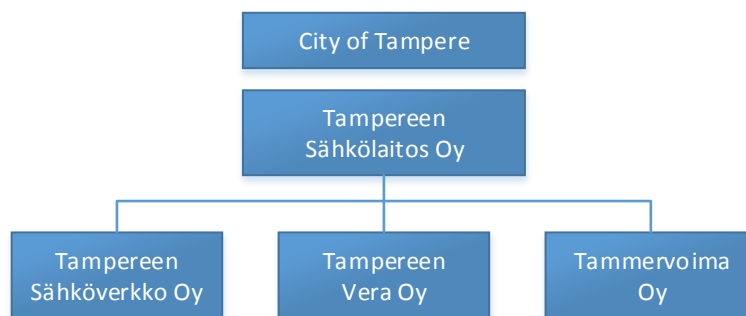 City of Tampere
Tampereen
Sähkölaitos Oy
Tampereen
Sähköverkko Oy
Tampereen
Vera Oy
Tammervoima
Oy